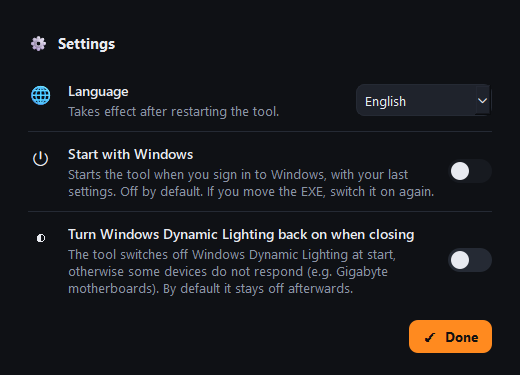 Settings
Language
English
Takes effect after restarting the tool.
Start with Windows
Starts the tool when you sign in to Windows, with your last
settings. Off by default. If you move the EXE, switch it on again.
Turn Windows Dynamic Lighting back on when closing
The tool switches off Windows Dynamic Lighting at start,
otherwise some devices do not respond (e.g. Gigabyte
motherboards). By default it stays off afterwards.
✓ Done